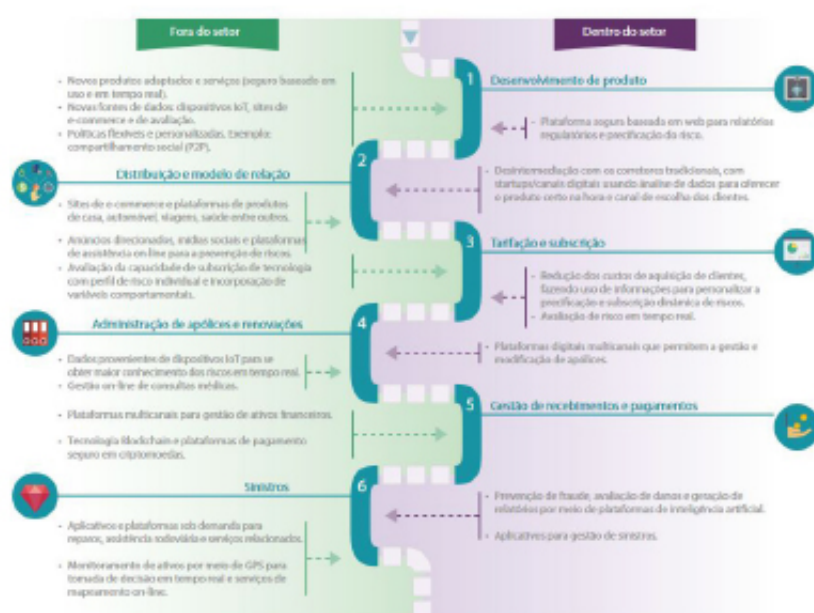 Fora do setor
Dentro do setor
1
Desenvolvimento de produto
• Novos produtos adaptados e serviços (seguro baseado em
uso e em tempo real).
• Novas fontes de dados: dispositivos IoT, sites de
e-commerce e de avaliação.
• Políticas flexíveis e personalizadas. Exemplo:
compartilhamento social (P2P).
• Plataforma segura baseada em web para relatórios
regulatórios e precificação do risco.
2
Distribuição e modelo de relação
• Desintermediação com os corretores tradicionais, com
startups/canais digitais usando análise de dados para oferecer
o produto certo na hora e canal de escolha dos clientes.
• Sites de e-commerce e plataformas de produtos
de casa, automóvel, viagens, saúde entre outros.
• Anúncios direcionados, mídias sociais e plataformas
de assistência on-line para a prevenção de riscos.
3
Tarifação e subscrição
• Avaliação da capacidade de subscrição de tecnologia
com perfil de risco individual e incorporação de
variáveis comportamentais.
• Redução dos custos de aquisição de clientes,
fazendo uso de informações para personalizar a
precificação e subscrição dinâmica de riscos.
• Avaliação de risco em tempo real.
4
Administração de apólices e renovações
• Plataformas digitais multicanais que permitem a gestão e
modificação de apólices.
• Dados provenientes de dispositivos IoT para se
obter maior conhecimento dos riscos em tempo real.
• Gestão on-line de consultas médicas.
5
Gestão de recebimentos e pagamentos
• Plataformas multicanais para gestão de ativos financeiros.
• Tecnologia Blockchain e plataformas de pagamento
seguro em criptomoedas.
6
Sinistros
• Prevenção de fraude, avaliação de danos e geração de
relatórios por meio de plataformas de inteligência artificial.
• Aplicativos para gestão de sinistros.
• Aplicativos e plataformas sob demanda para
reparos, assistência rodoviária e serviços relacionados.
• Monitoramento de ativos por meio de GPS para
tomada de decisão em tempo real e serviços de
mapeamento on-line.